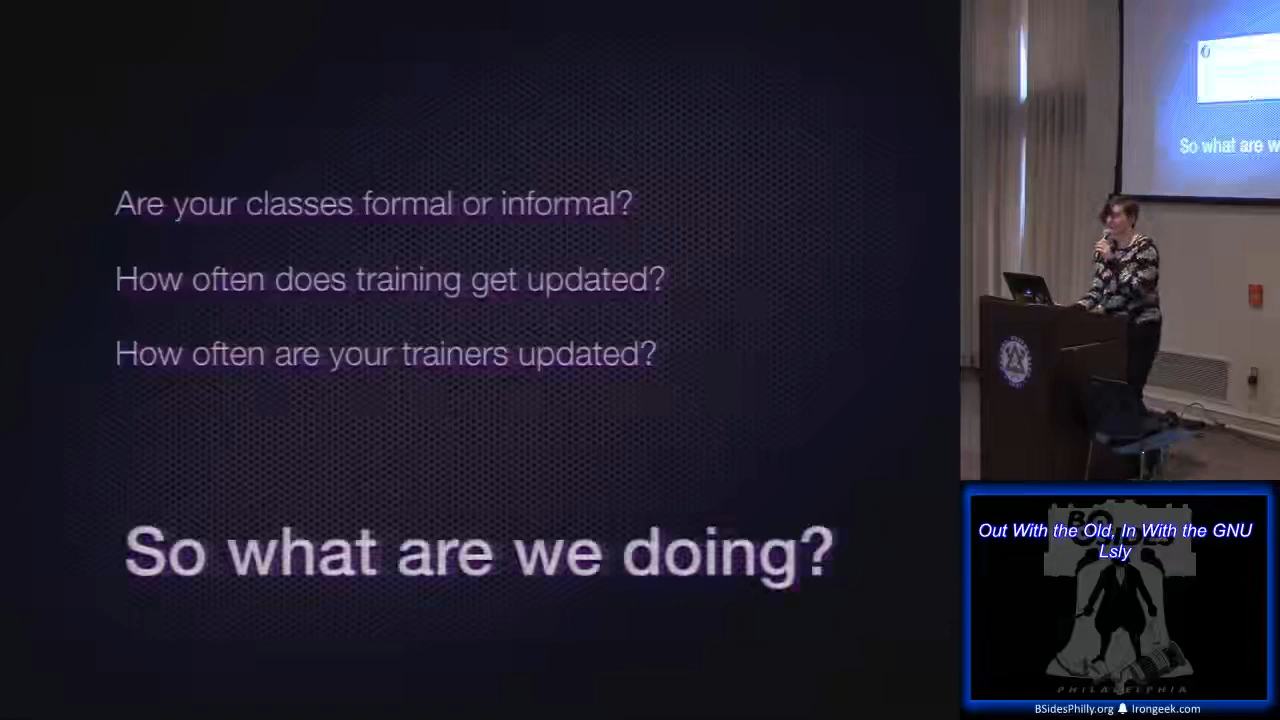 Are your classes formal or informal?
How often does training get updated?
How often are your trainers updated?
So what are we doing?
So what are w
Out With the Old, In With the GNU
Lsly
PHILADELPHIA
BSidesPhilly.org Irongeek.com